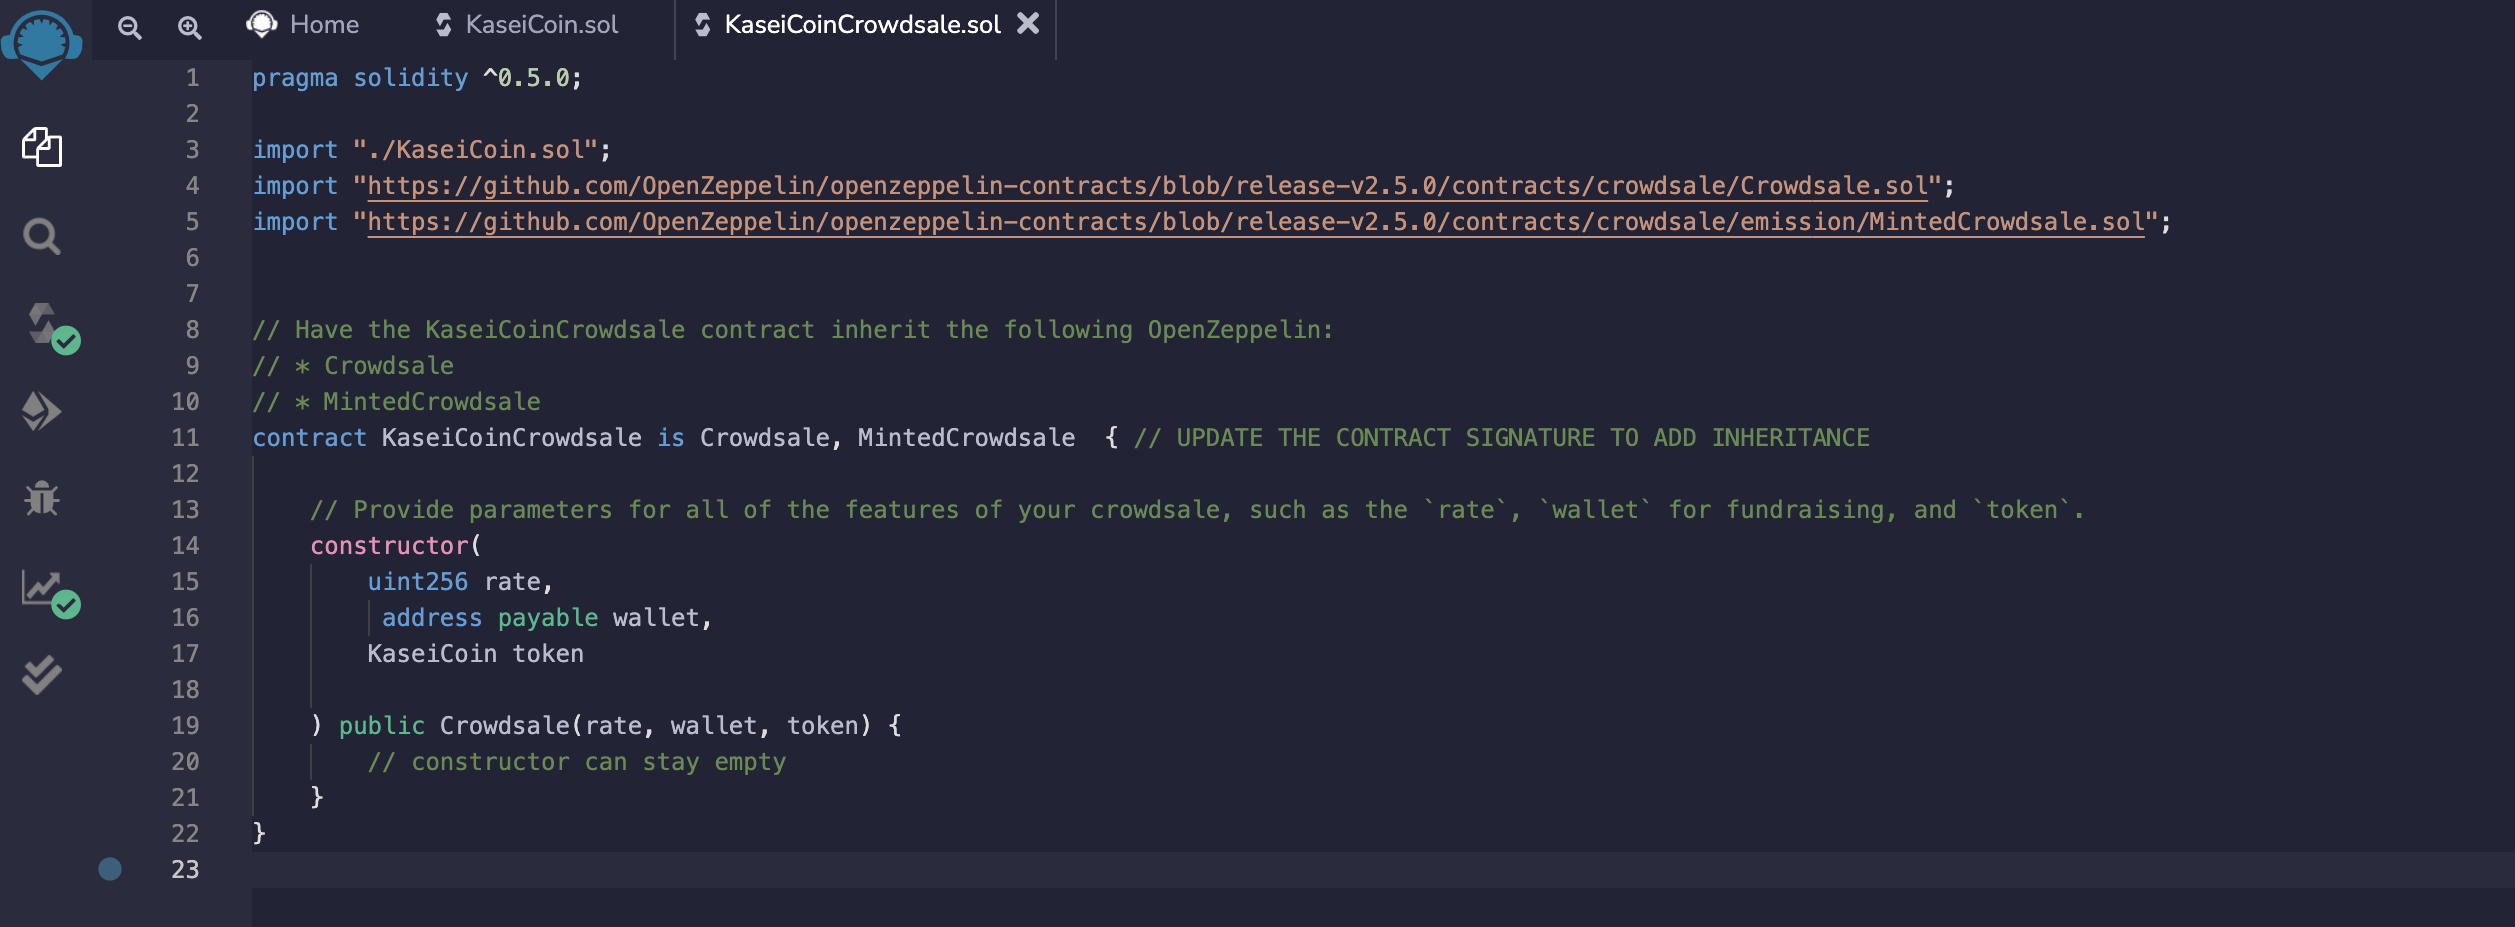 Home KaseiCoin.sol KaseiCoinCrowdsale.sol
1 pragma solidity ^0.5.0;
2
3 import "./KaseiCoin.sol";
4 import "https://github.com/OpenZeppelin/openzeppelin-contracts/blob/release-v2.5.0/contracts/crowdsale/Crowdsale.sol";
5 import "https://github.com/OpenZeppelin/openzeppelin-contracts/blob/release-v2.5.0/contracts/crowdsale/emission/MintedCrowdsale.sol";
6
7
8 // Have the KaseiCoinCrowdsale contract inherit the following OpenZeppelin:
9 // * Crowdsale
10 // * MintedCrowdsale
11 contract KaseiCoinCrowdsale is Crowdsale, MintedCrowdsale  { // UPDATE THE CONTRACT SIGNATURE TO ADD INHERITANCE
12
13     // Provide parameters for all of the features of your crowdsale, such as the `rate`, `wallet` for fundraising, and `token`.
14     constructor(
15         uint256 rate,
16          address payable wallet,
17         KaseiCoin token
18
19     ) public Crowdsale(rate, wallet, token) {
20         // constructor can stay empty
21     }
22 }
23